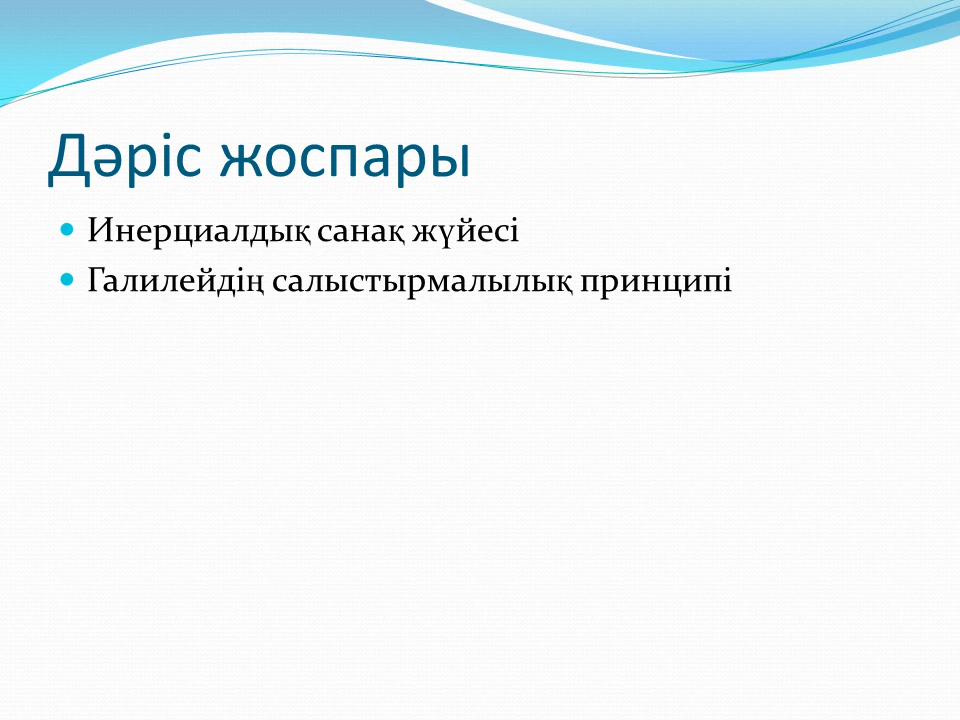 Дәріс жоспары
Инерциалдық санақ жүйесі
Галилейдің салыстырмалылық принципі